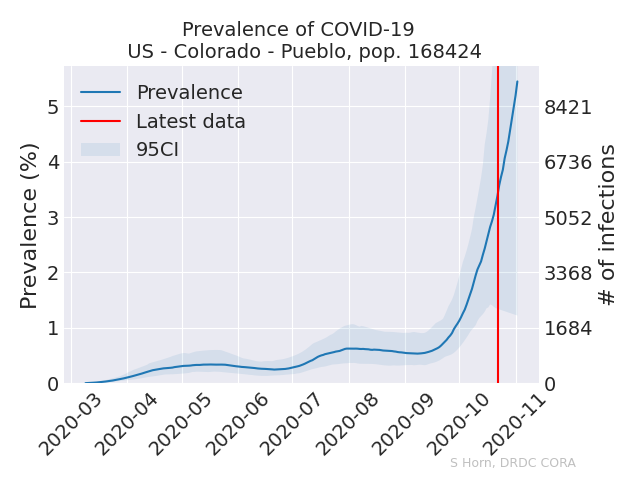 Prevalence of COVID-19
US - Colorado - Pueblo, pop. 168424
Prevalence
Latest data
95CI
Prevalence (%)
5
4
3
2
1
0
8421
6736
5052
3368
1684
0
# of infections
2020-03
2020-04
2020-05
2020-06
2020-07
2020-08
2020-09
2020-10
2020-11
S Horn, DRDC CORA